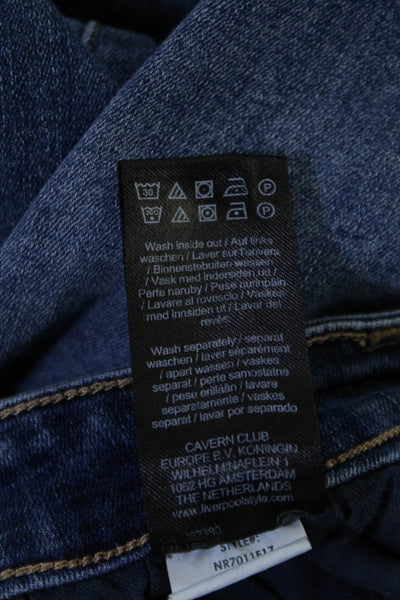 30 P
P
Wash inside out / Auf links
waschen / Laver sur l'envers
/ Binnenstebuiten wassen
/ Vask med indersiden ud /
Perte naruby / Pese nurinpäin
/ Lavare al rovescio / Vaskes
med innsiden ut / Lavar del
revés
Wash separately / separat
waschen / laver séparément
/ apart wassen / vaskes
separat / perte samostatne
/ pese erillään / lavare
separatamente / vaskes
separat / lavar por separado
CAVERN CLUB
EUROPE B.V. KONINGIN
WILHELMINAPLEIN 1
1062 HG AMSTERDAM
THE NETHERLANDS
www.liverpoolstyle.com
STYLE#:
NR7011F17